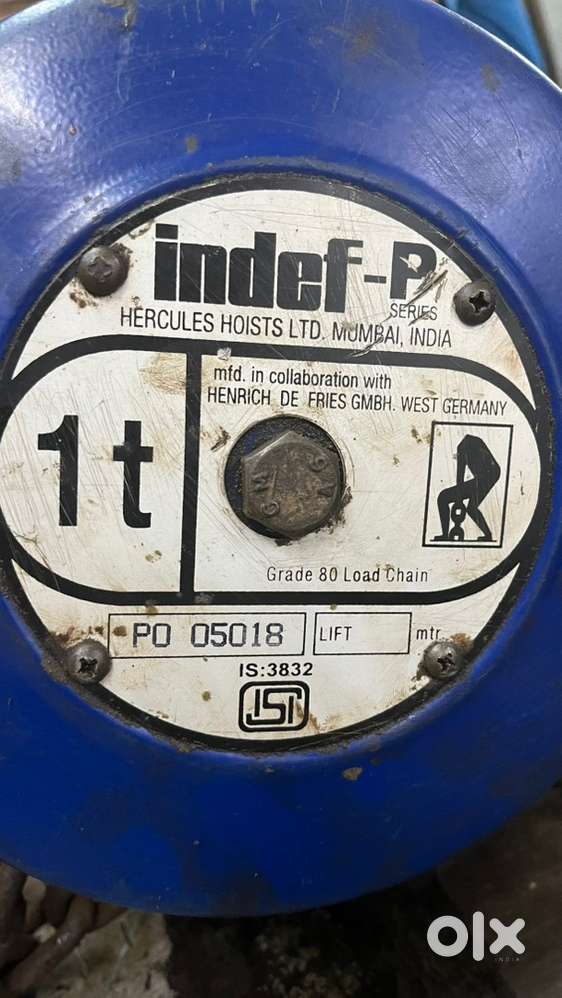 indef-P
SERIES
HERCULES HOISTS LTD. MUMBAI, INDIA
mfd. in collaboration with
HENRICH DE FRIES GMBH. WEST GERMANY
1t
Grade 80 Load Chain
PO 05018 LIFT mtr.
IS:3832
ISI
olx
INDIA